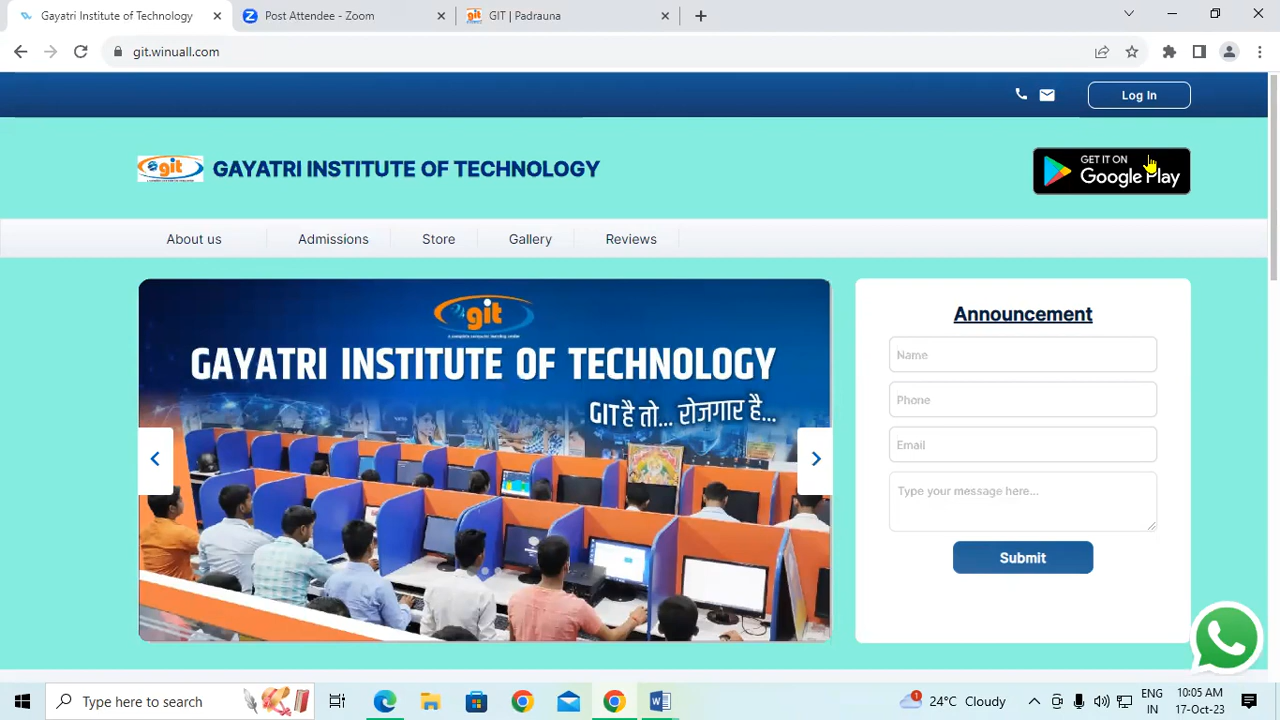 Gayatri Institute of Technology
Post Attendee - Zoom
GIT | Padrauna
git.winuall.com
Log In
git
GAYATRI INSTITUTE OF TECHNOLOGY
GET IT ON
Google Play
About us
Admissions
Store
Gallery
Reviews
git
GAYATRI INSTITUTE OF TECHNOLOGY
GIT है तो... रोजगार है...
Announcement
Name
Phone
Email
Type your message here...
Submit
Type here to search
1
24°C Cloudy
ENG
IN
10:05 AM
17-Oct-23